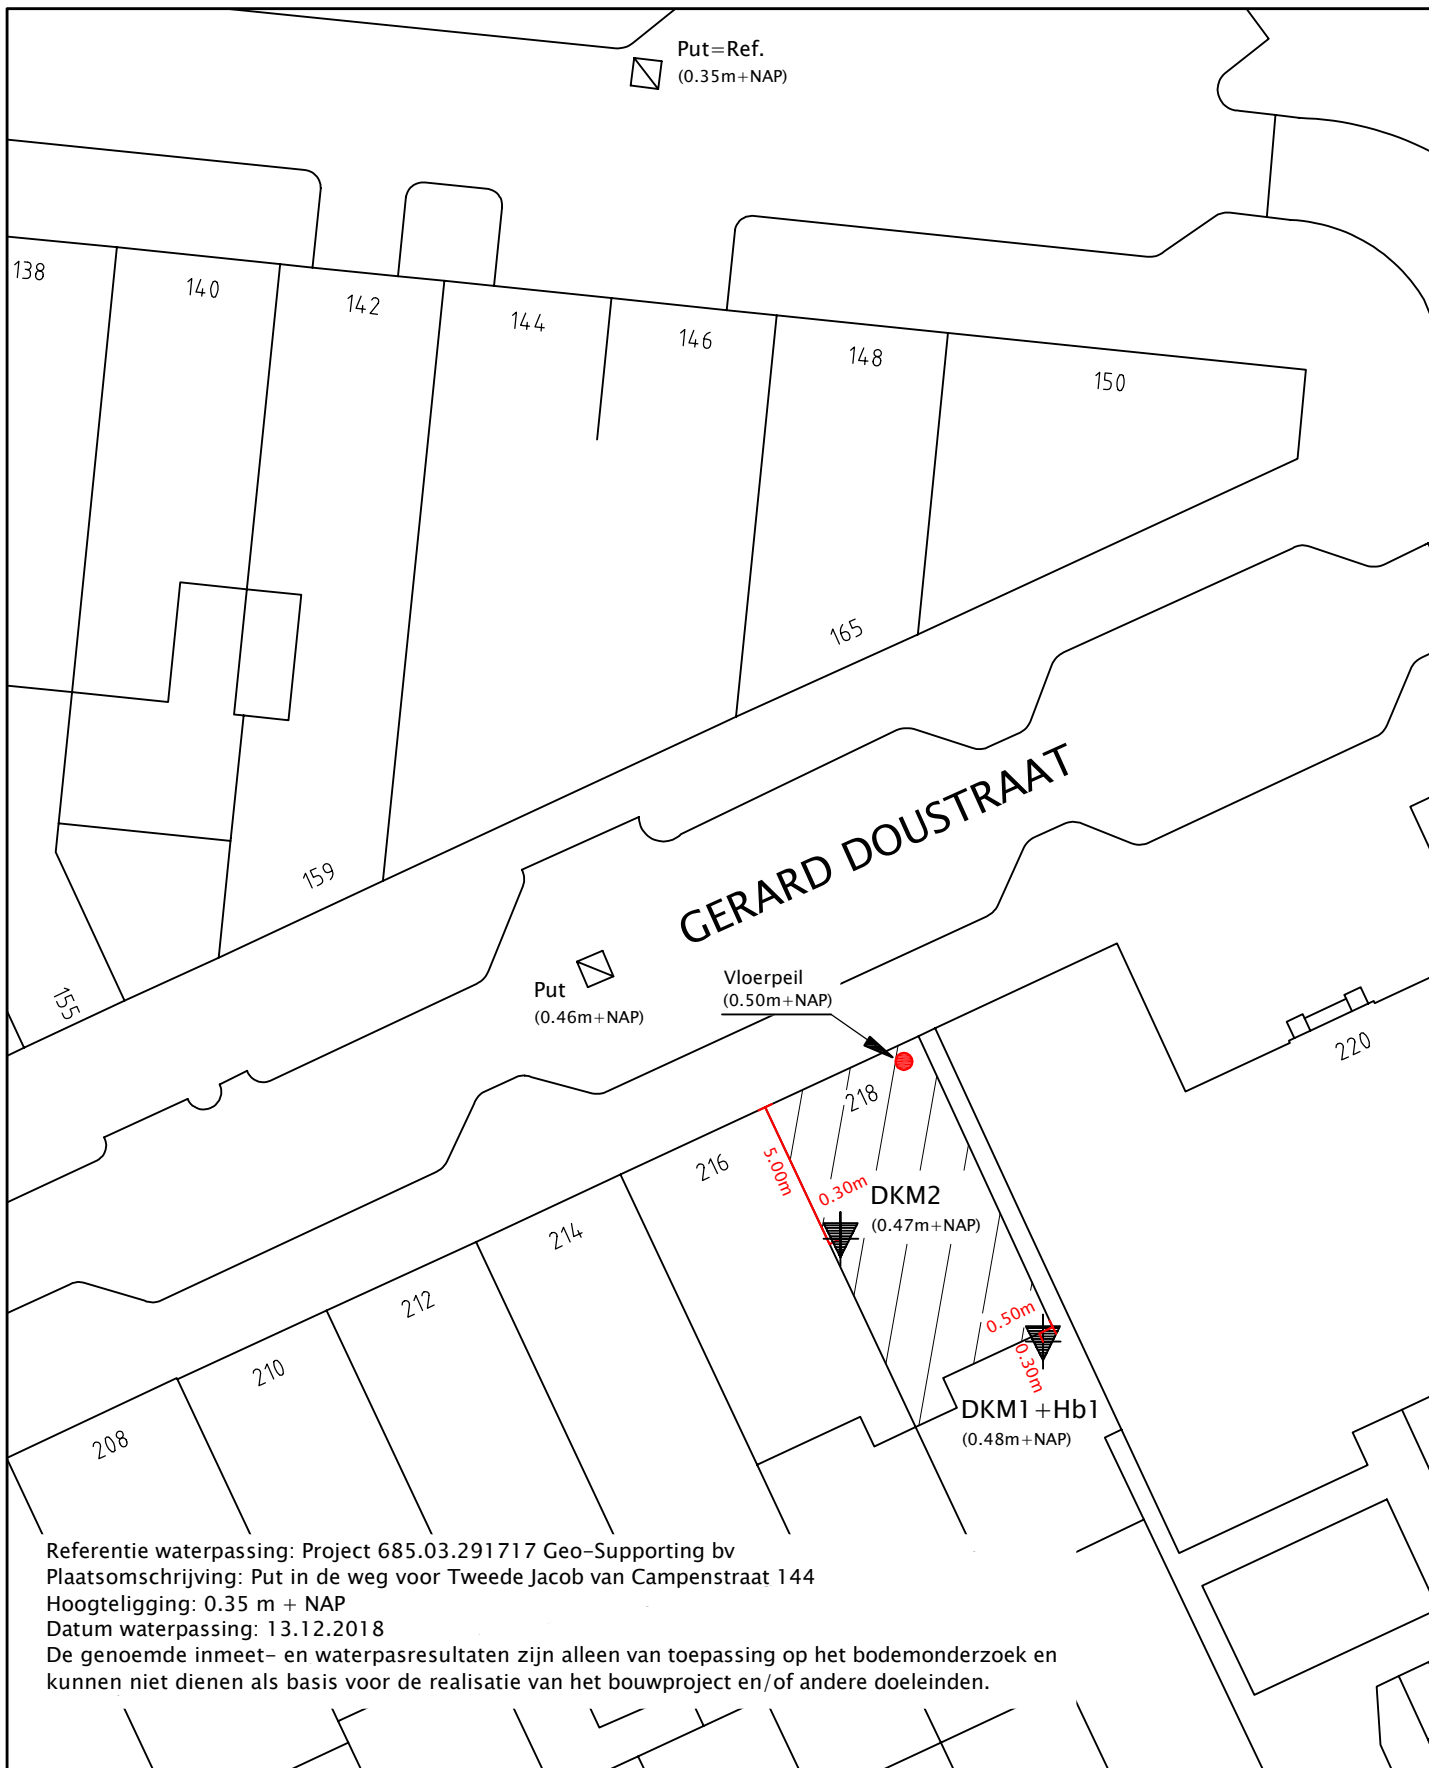 Put=Ref.
(0.35m+NAP)
138
140
142
144
146
148
150
165
159
155
GERARD DOUSTRAAT
Put
(0.46m+NAP)
Vloerpeil
(0.50m+NAP)
220
218
216
5.00m
0.30m
DKM2
(0.47m+NAP)
214
212
210
208
0.50m
0.30m
DKM1+Hb1
(0.48m+NAP)
Referentie waterpassing: Project 685.03.291717 Geo-Supporting bv
Plaatsomschrijving: Put in de weg voor Tweede Jacob van Campenstraat 144
Hoogteligging: 0.35 m + NAP
Datum waterpassing: 13.12.2018
De genoemde inmeet- en waterpasresultaten zijn alleen van toepassing op het bodemonderzoek en
kunnen niet dienen als basis voor de realisatie van het bouwproject en/of andere doeleinden.